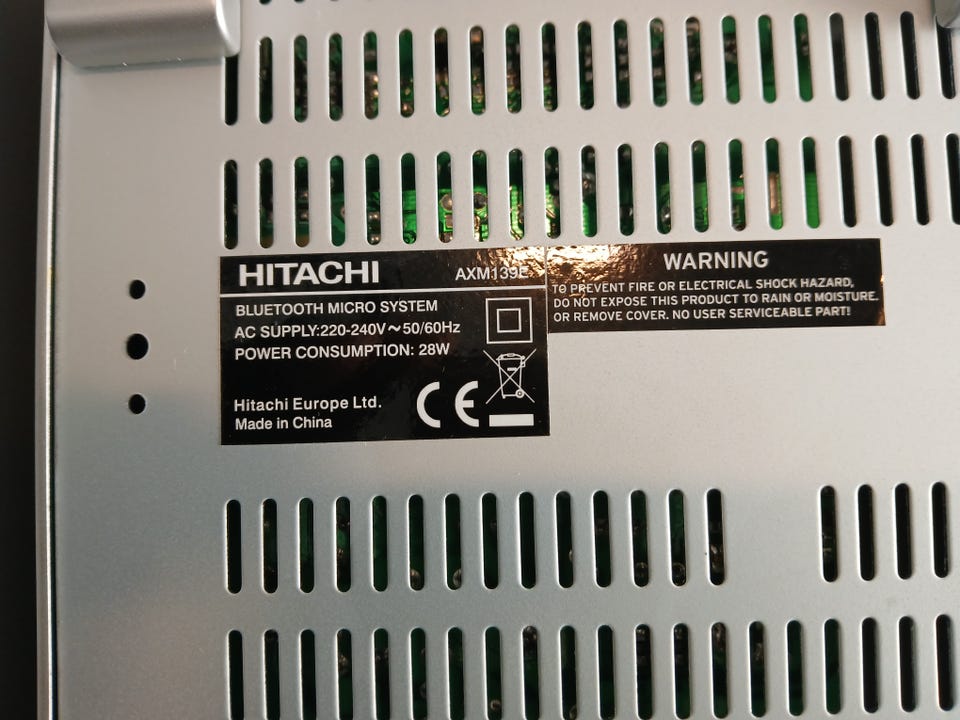 HITACHI AXM139E
BLUETOOTH MICRO SYSTEM
AC SUPPLY:220-240V~50/60Hz
POWER CONSUMPTION: 28W
Hitachi Europe Ltd.
Made in China
CE
WARNING
TO PREVENT FIRE OR ELECTRICAL SHOCK HAZARD,
DO NOT EXPOSE THIS PRODUCT TO RAIN OR MOISTURE.
OR REMOVE COVER. NO USER SERVICEABLE PART!